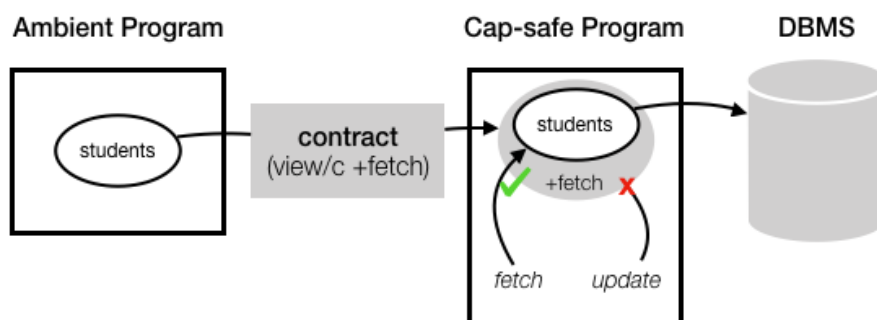 Ambient Program
Cap-safe Program
DBMS
students
contract
(view/c +fetch)
students
+fetch
fetch
update